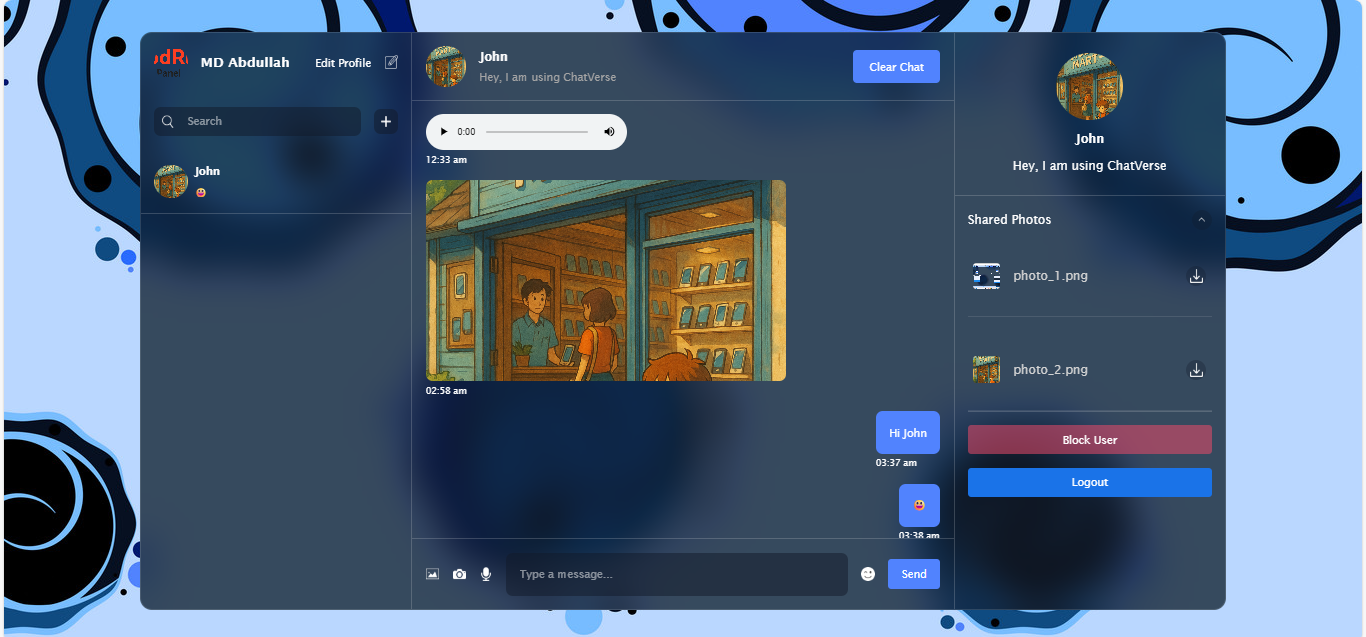 dR
Panel
MD Abdullah
Edit Profile
Search
John
John
Hey, I am using ChatVerse
Clear Chat
0:00
12:33 am
02:58 am
Hi John
03:37 am
03:38 am
Type a message...
Send
MART
John
Hey, I am using ChatVerse
Shared Photos
photo_1.png
photo_2.png
Block User
Logout